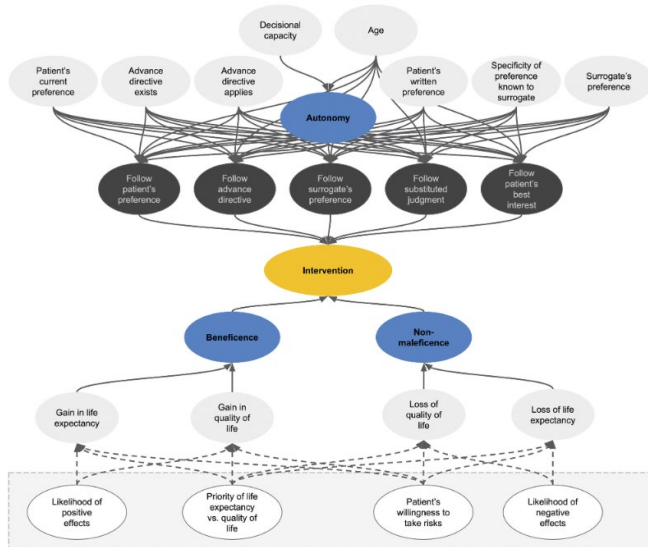 Decisional
capacity
Age
Patient's
current
preference
Advance
directive
exists
Advance
directive
applies
Patient's
written
preference
Specificity of
preference
known to
surrogate
Surrogate's
preference
Autonomy
Follow
patient's
preference
Follow
advance
directive
Follow
surrogate's
preference
Follow
substituted
judgment
Follow
patient's
best
interest
Intervention
Beneficence
Non-
maleficence
Gain in life
expectancy
Gain in
quality of
life
Loss of
quality of
life
Loss of life
expectancy
Likelihood of
positive
effects
Priority of life
expectancy
vs. quality of
life
Patient's
willingness to
take risks
Likelihood of
negative
effects